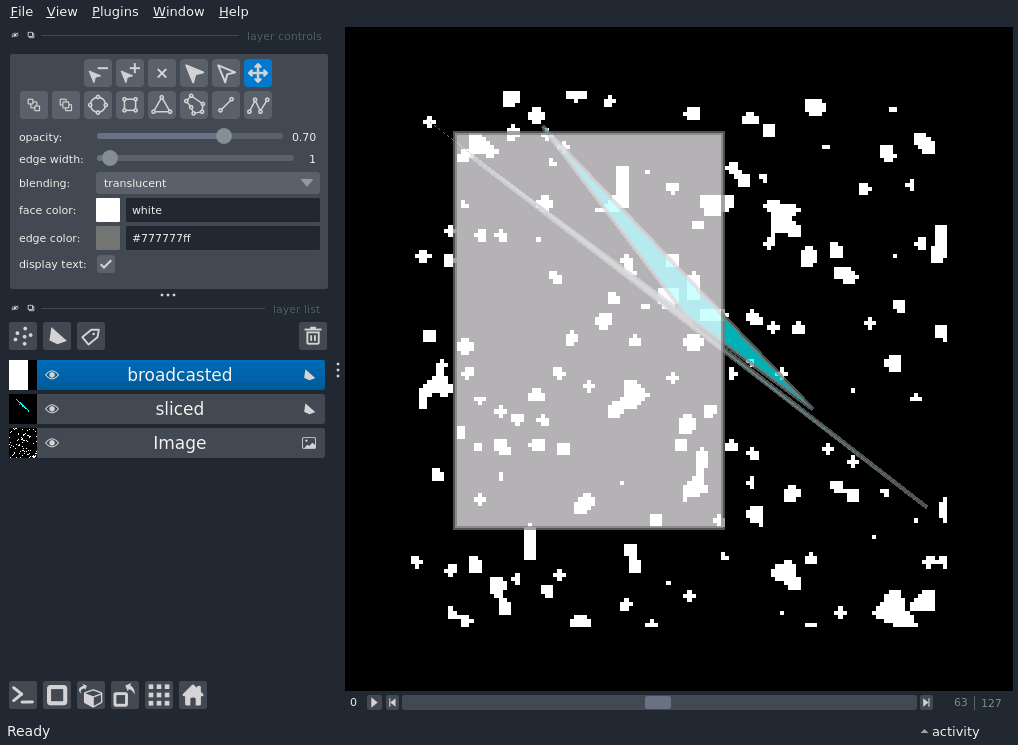 File View Plugins Window Help
layer controls
opacity: 0.70
edge width: 1
blending: translucent
face color: white
edge color: #777777ff
display text:
layer list
broadcasted
sliced
Image
0 63 | 127
Ready activity